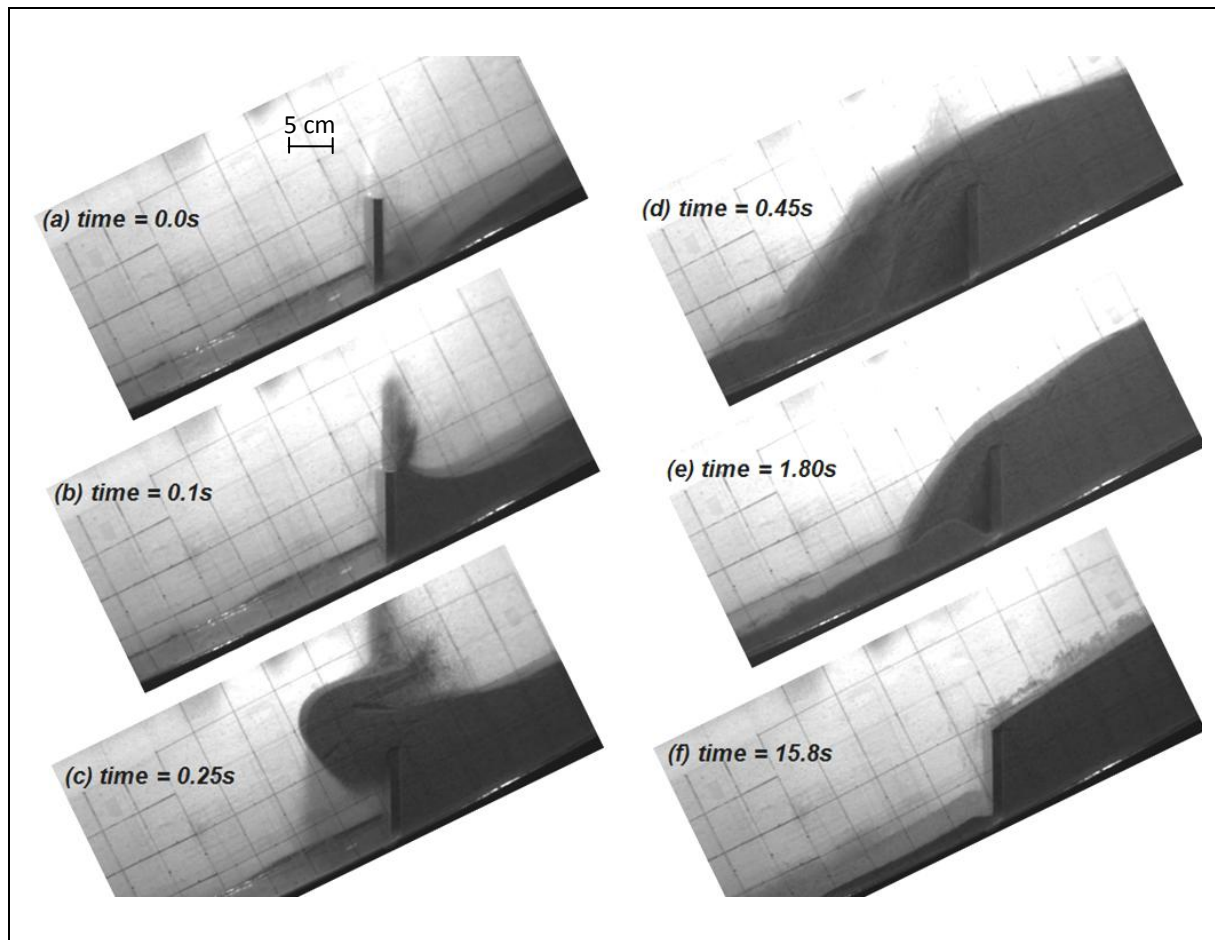 5 cm
(a) time = 0.0s
(b) time = 0.1s
(c) time = 0.25s
(d) time = 0.45s
(e) time = 1.80s
(f) time = 15.8s